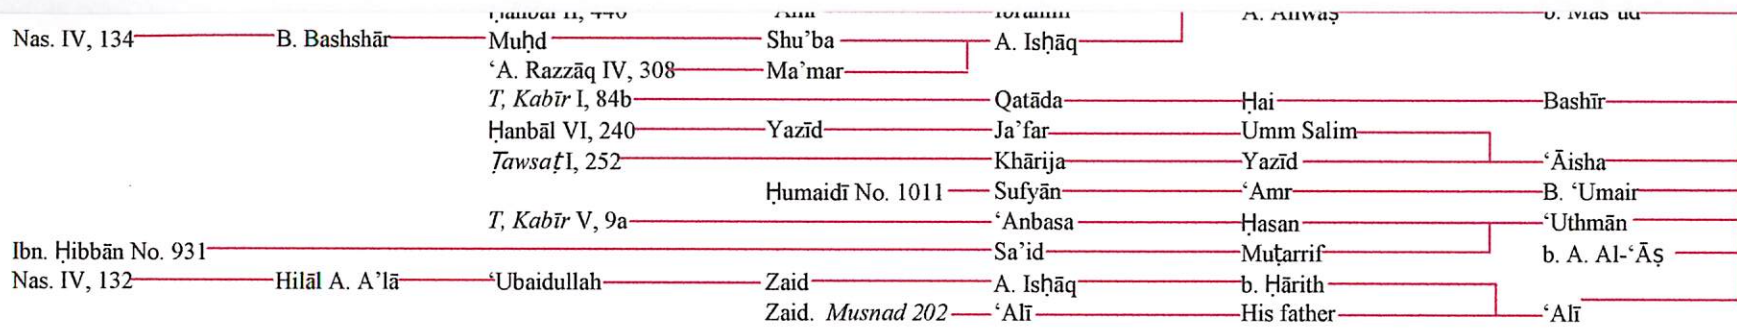 Nas. IV, 134 B. Bashshār Muḥd Shu’ba A. Isḥāq
‘A. Razzāq IV, 308 Ma’mar
T, Kabīr I, 84b Qatāda Ḥai Bashīr
Ḥanbāl VI, 240 Yazīd Ja’far Umm Salim
Ṭawsaṭ I, 252 Khārija Yazīd ‘Āisha
Ḥumaidī No. 1011 Sufyān ‘Amr B. ‘Umair
T, Kabīr V, 9a ‘Anbasa Ḥasan ‘Uthmān
Ibn. Ḥibbān No. 931 Sa’id Muṭarrif b. A. Al-‘Āṣ
Nas. IV, 132 Hilāl A. A’lā ‘Ubaidullah Zaid A. Isḥāq b. Ḥārith
Zaid. Musnad 202 ‘Alī His father ‘Alī